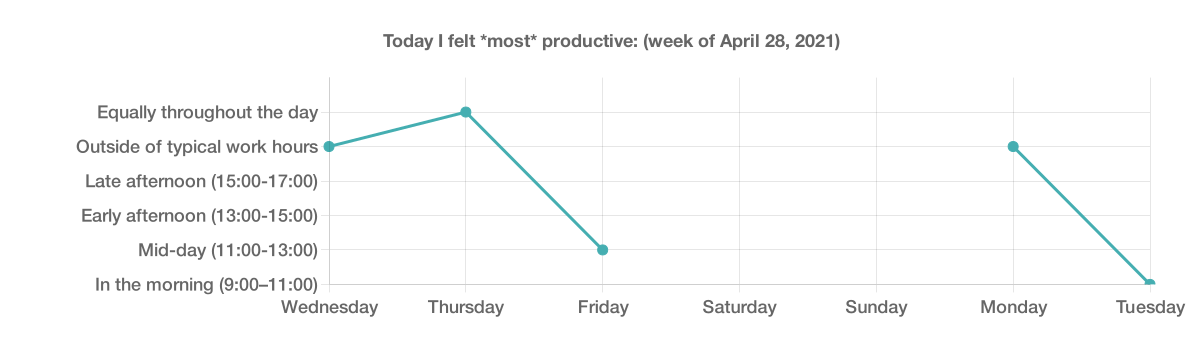 Today I felt *most* productive: (week of April 28, 2021)
Equally throughout the day
Outside of typical work hours
Late afternoon (15:00-17:00)
Early afternoon (13:00-15:00)
Mid-day (11:00-13:00)
In the morning (9:00–11:00)
Wednesday Thursday Friday Saturday Sunday Monday Tuesday